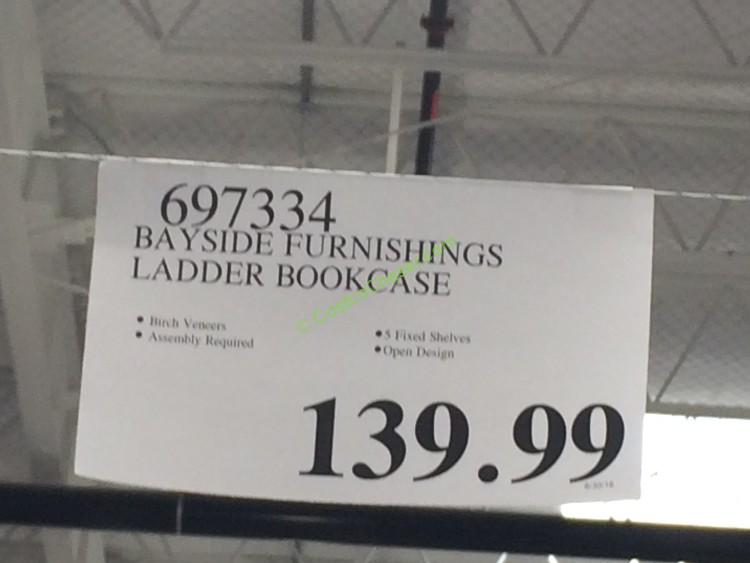 697334
BAYSIDE FURNISHINGS
LADDER BOOKCASE
• Birch Veneers
• Assembly Required
• 5 Fixed Shelves
• Open Design
139.99